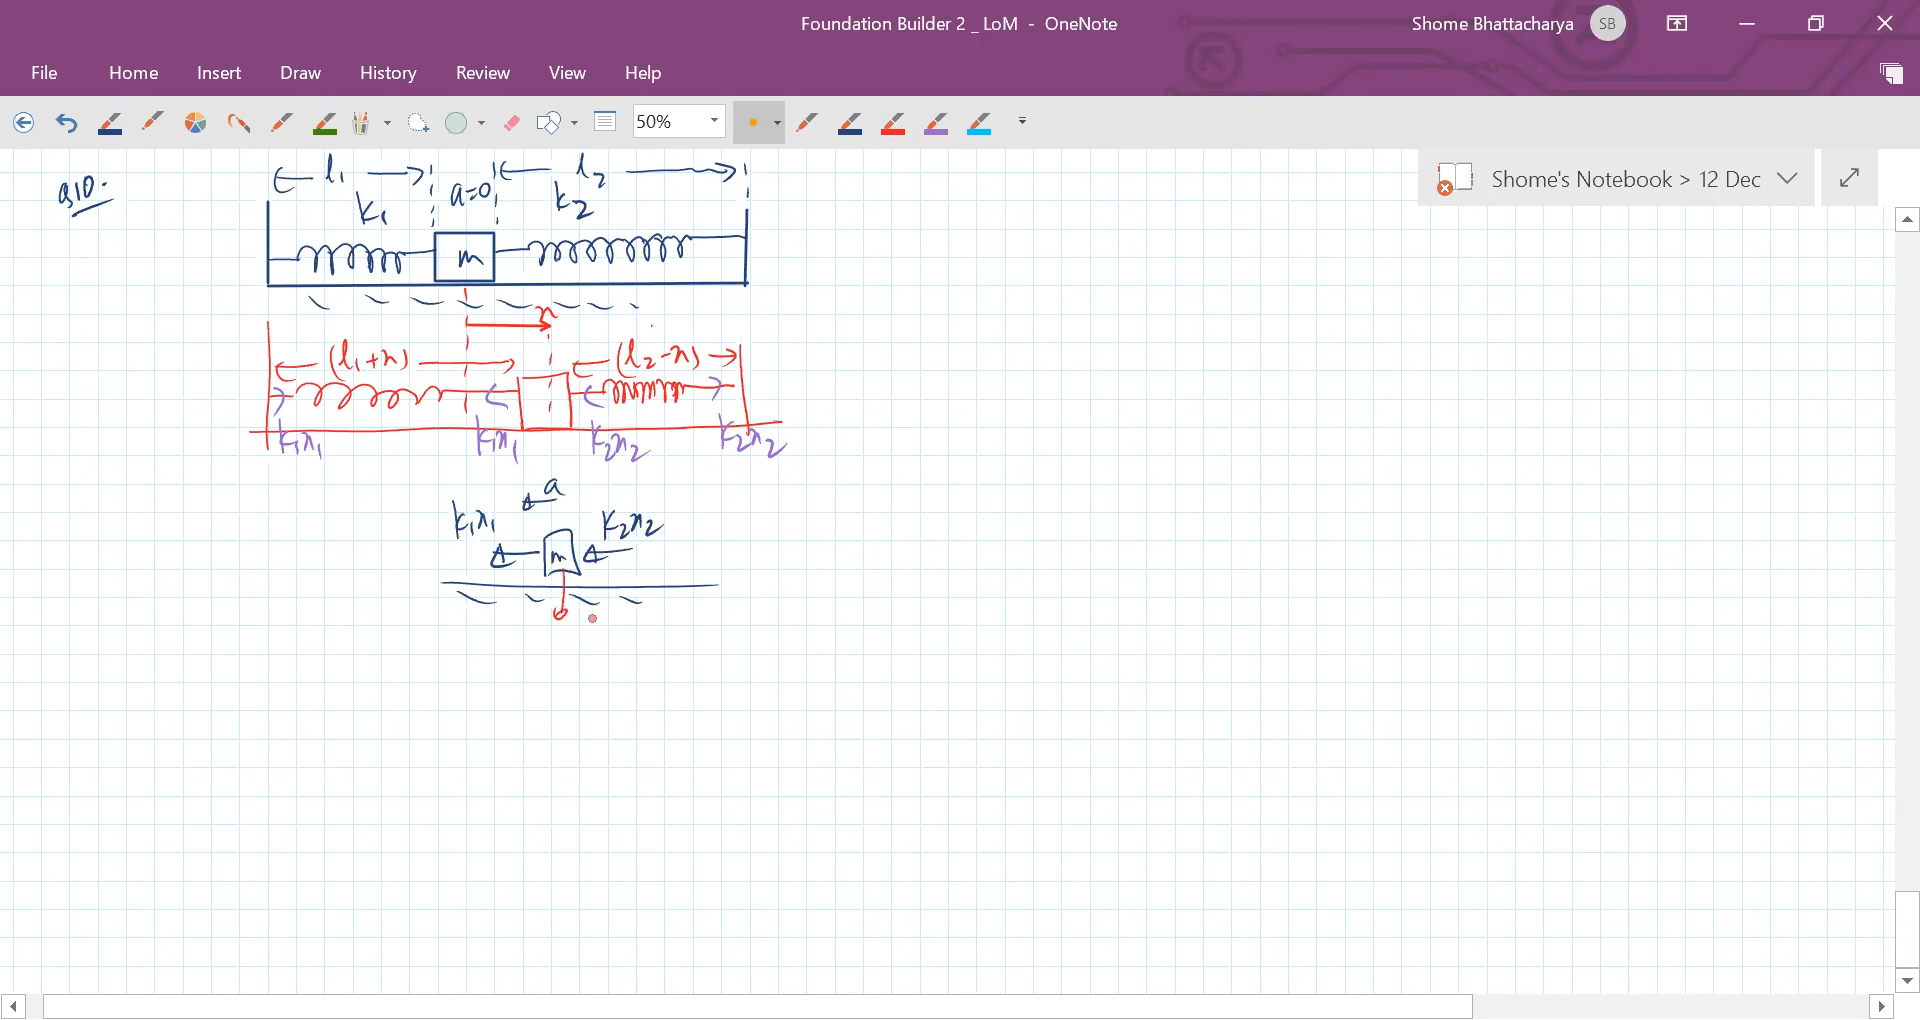 Foundation Builder 2 _ LoM - OneNote
Shome Bhattacharya SB
File Home Insert Draw History Review View Help
50%
Shome's Notebook > 12 Dec
Q10.
l₁ l₂
k₁ a=0 k₂
m
x
(l₁+x) (l₂-x)
k₁x₁ k₁x₁ k₂x₂ k₂x₂
a
k₁x₁ k₂x₂
m